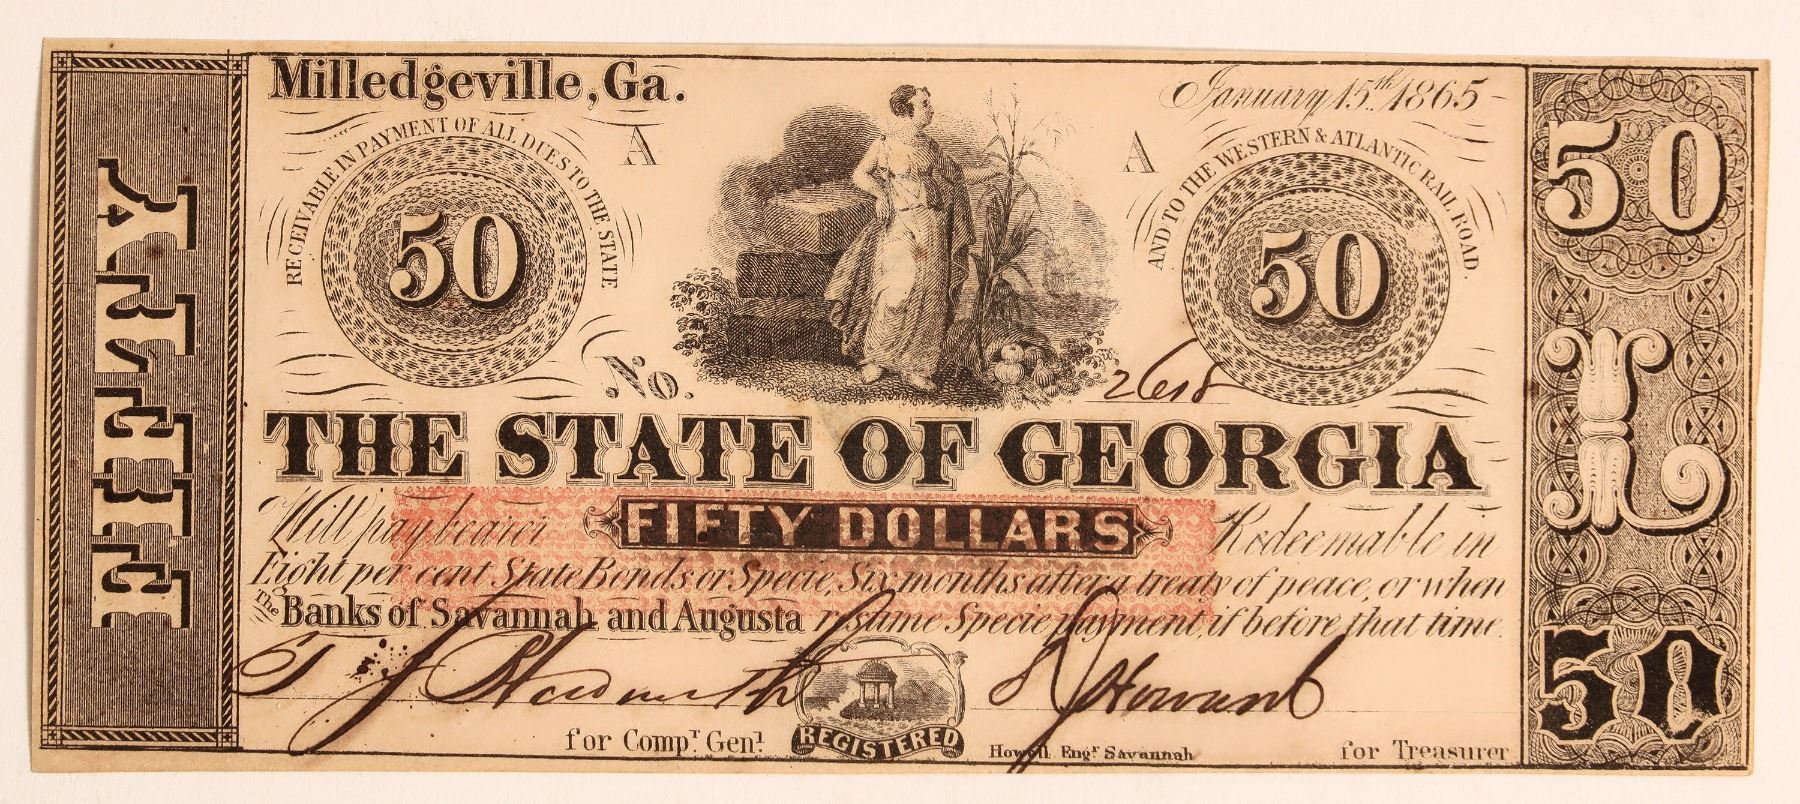 FIFTY
Milledgeville, Ga.
January 15th. 1865
RECEIVABLE IN PAYMENT OF ALL DUES TO THE STATE
A
A
AND TO THE WESTERN & ATLANTIC RAIL ROAD.
50
50
50
No. 2618
L
THE STATE OF GEORGIA
Will pay bearer FIFTY DOLLARS Redeemable in
Eight per cent State Bonds or Specie, Six months after a treaty of peace, or when
The Banks of Savannah and Augusta resume Specie payment, if before that time.
50
Howard
for Compr. Genl.
REGISTERED
Howell Engr. Savannah
for Treasurer